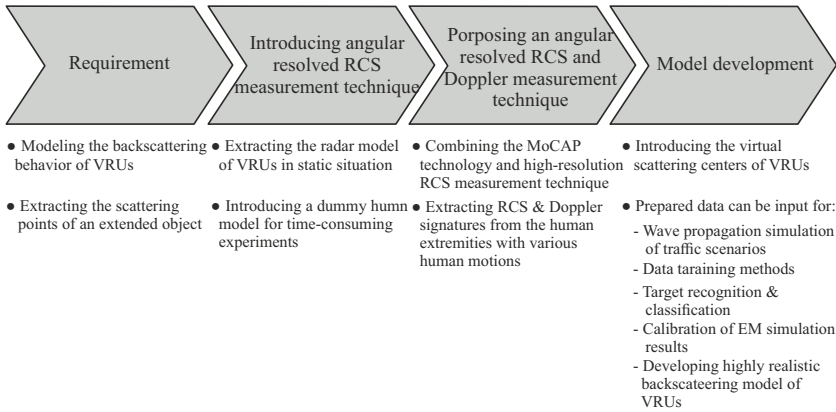 Requirement
Introducing angular
resolved RCS
measurement technique
Porposing an angular
resolved RCS and
Doppler measurement
technique
Model development
● Modeling the backscattering
behavior of VRUs
● Extracting the scattering
points of an extended object
● Extracting the radar model
of VRUs in static situation
● Introducing a dummy humn
model for time-consuming
experiments
● Combining the MoCAP
technology and high-resolution
RCS measurement technique
● Extracting RCS & Doppler
signatures from the human
extremities with various
human motions
● Introducing the virtual
scattering centers of VRUs
● Prepared data can be input for:
- Wave propagation simulation
of traffic scenarios
- Data taraining methods
- Target recognition &
classification
- Calibration of EM simulation
results
- Developing highly realistic
backscateering model of
VRUs